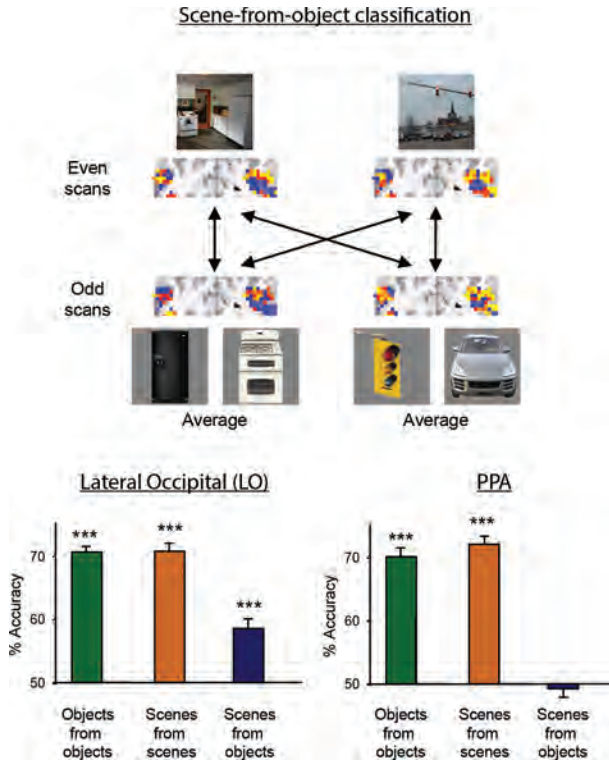 Scene-from-object classification
Even
scans
Odd
scans
Average
Average
Lateral Occipital (LO)
PPA
% Accuracy
70
60
50
***
***
***
Objects
from
objects
Scenes
from
scenes
Scenes
from
objects
% Accuracy
70
60
50
***
***
Objects
from
objects
Scenes
from
scenes
Scenes
from
objects